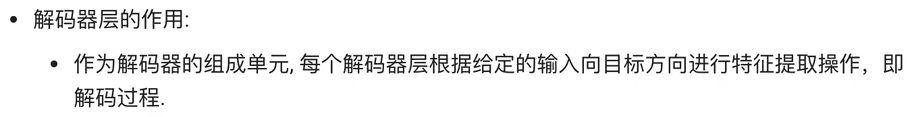 • 解码器层的作用:
• 作为解码器的组成单元, 每个解码器层根据给定的输入向目标方向进行特征提取操作，即
解码过程.